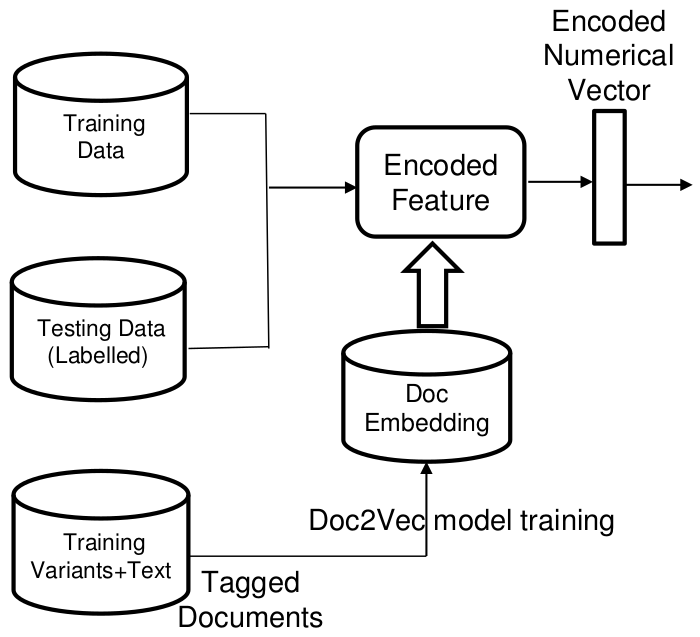 Encoded
Numerical
Vector
Training
Data
Encoded
Feature
Testing Data
(Labelled)
Doc
Embedding
Doc2Vec model training
Training
Variants+Text
Tagged
Documents